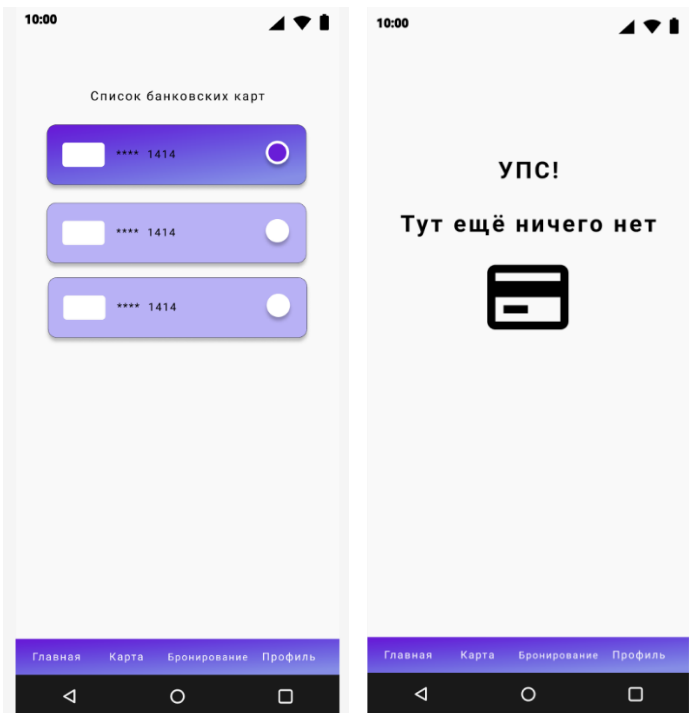 10:00
Список банковских карт
**** 1414
**** 1414
**** 1414
Главная Карта Бронирование Профиль
10:00
УПС!
Тут ещё ничего нет
Главная Карта Бронирование Профиль